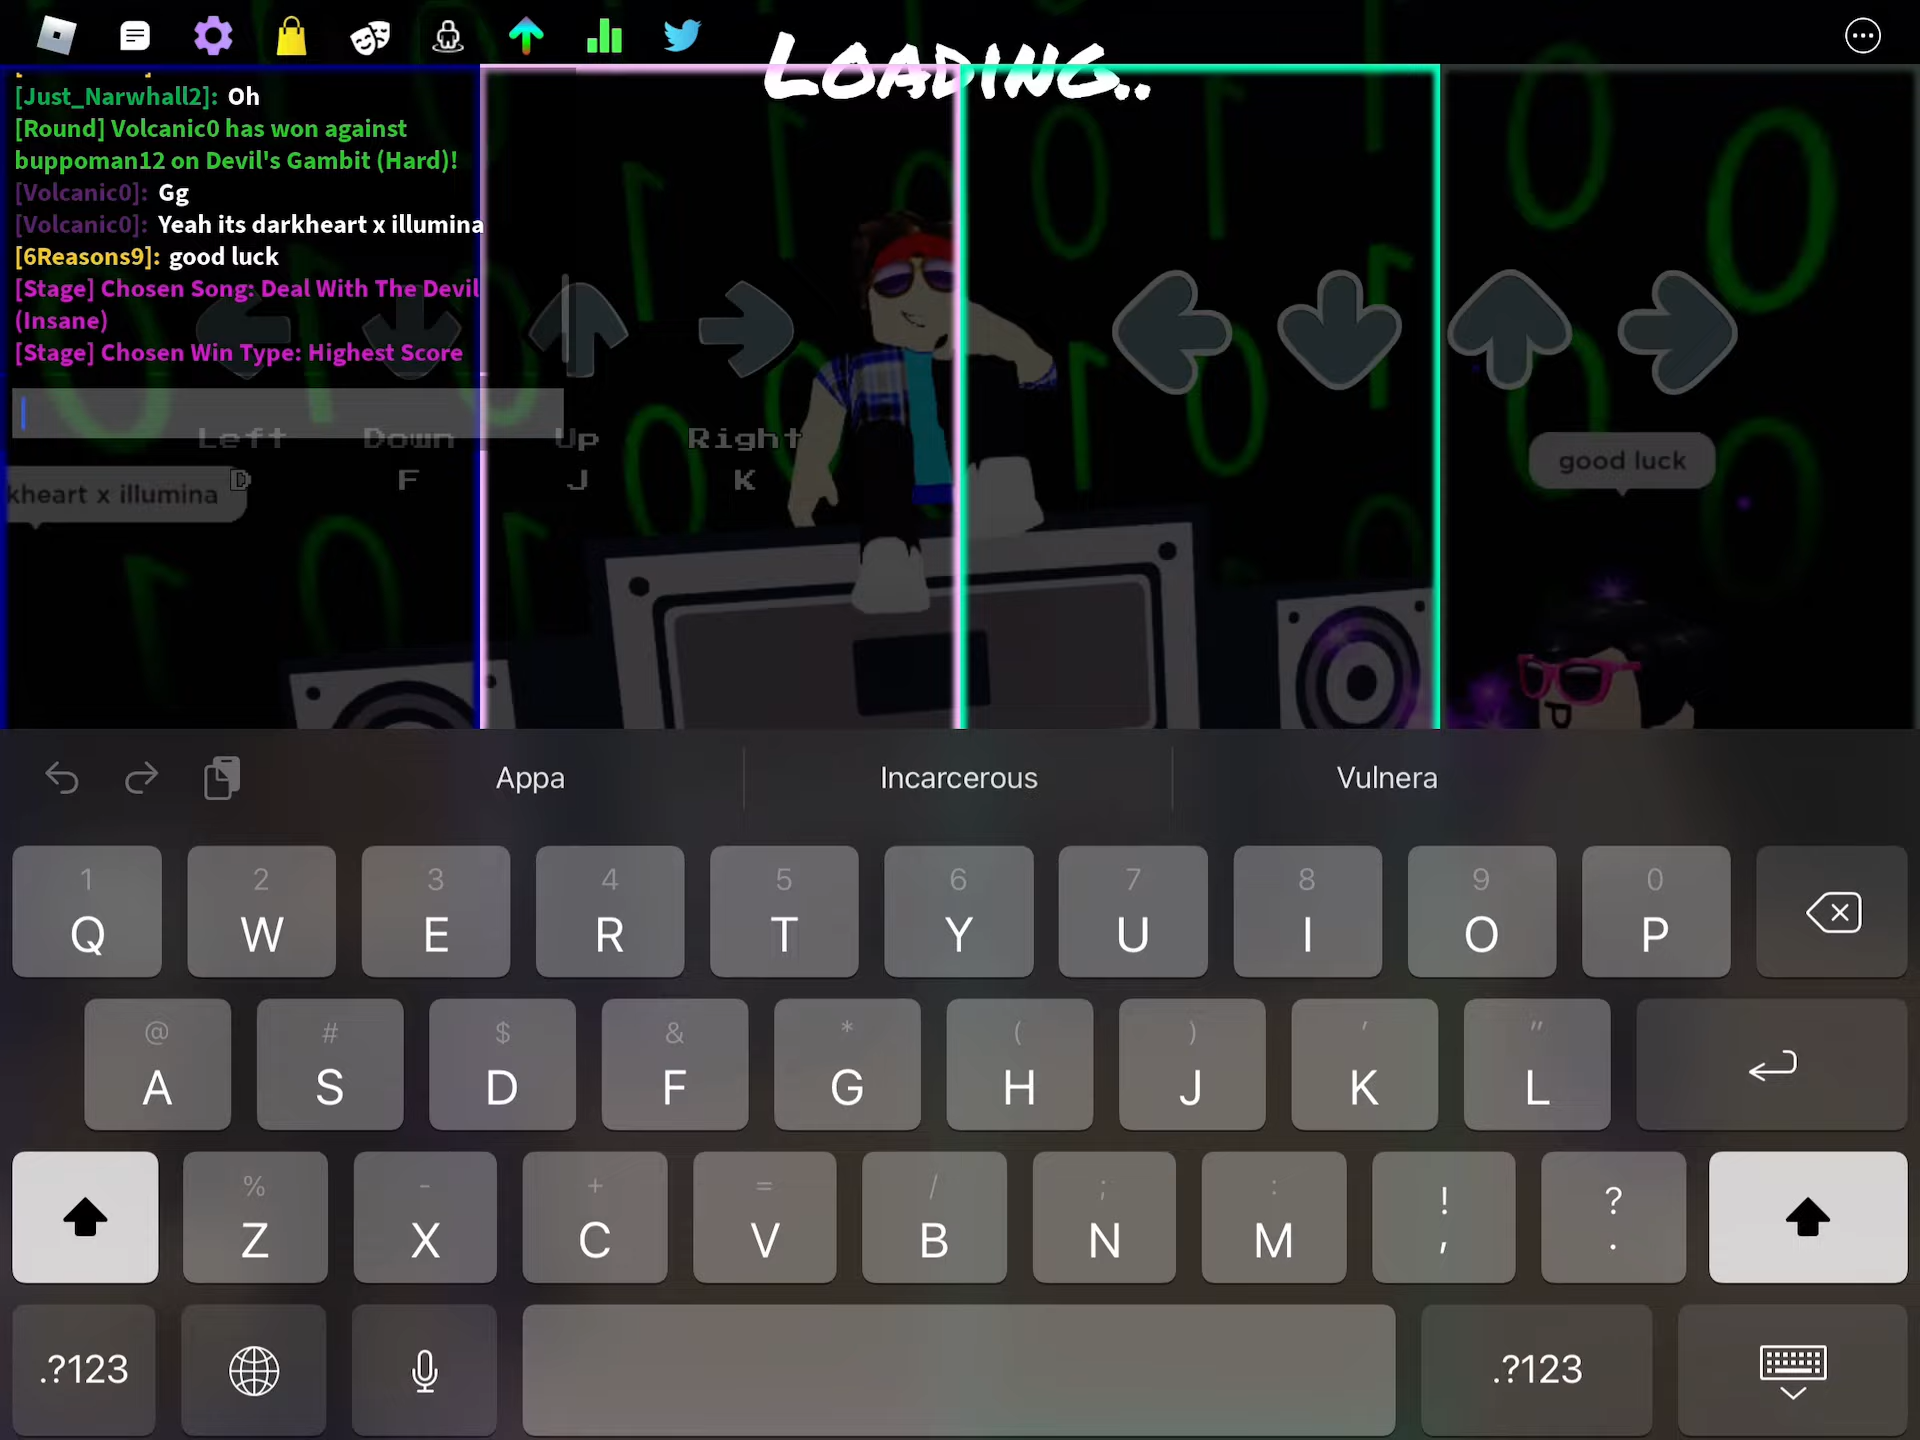 Loading..
[Just_Narwhall2]: Oh
[Round] Volcanic0 has won against
buppoman12 on Devil's Gambit (Hard)!
[Volcanic0]: Gg
[Volcanic0]: Yeah its darkheart x illumina
[6Reasons9]: good luck
[Stage] Chosen Song: Deal With The Devil
(Insane)
[Stage] Chosen Win Type: Highest Score
Left Down Up Right
D F J K
kheart x illumina
good luck
Appa Incarcerous Vulnera
1 2 3 4 5 6 7 8 9 0
Q W E R T Y U I O P
@ # $ & * ( ) ' "
A S D F G H J K L
% - + = / ; : ! ?
Z X C V B N M , .
.?123 .?123